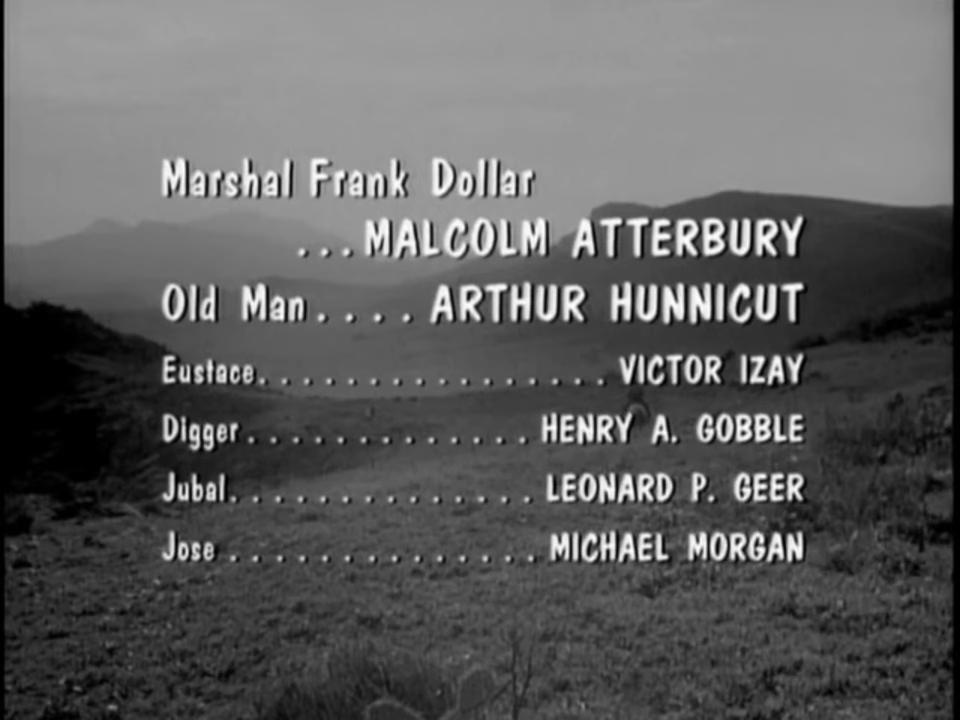 Marshal Frank Dollar
...MALCOLM ATTERBURY
Old Man....ARTHUR HUNNICUT
Eustace................VICTOR IZAY
Digger.............HENRY A. GOBBLE
Jubal..............LEONARD P. GEER
Jose..............MICHAEL MORGAN